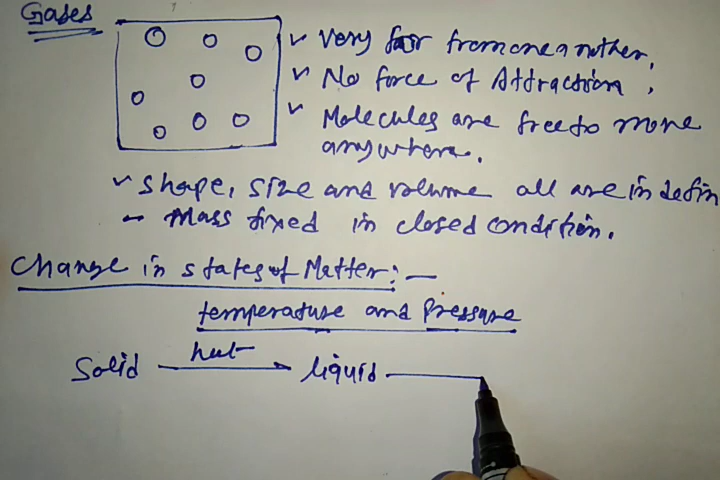 Gases
✓ Very far from one another.
✓ No force of Attraction,
✓ Molecules are free to move
anywhere.
✓ shape, size and volume all are indefin
- Mass fixed in closed condition.
Change in states of Matter:—
temperature and Pressure
Solid heat liquid